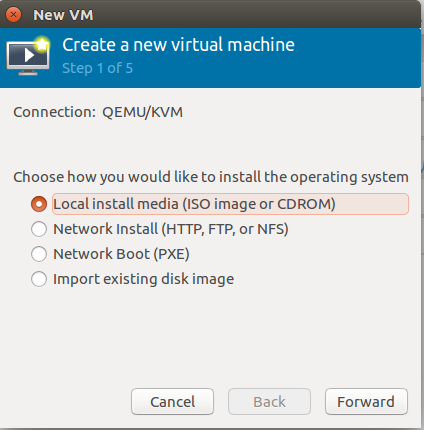 New VM
Create a new virtual machine
Step 1 of 5
Connection: QEMU/KVM
Choose how you would like to install the operating system
Local install media (ISO image or CDROM)
Network Install (HTTP, FTP, or NFS)
Network Boot (PXE)
Import existing disk image
Cancel
Back
Forward